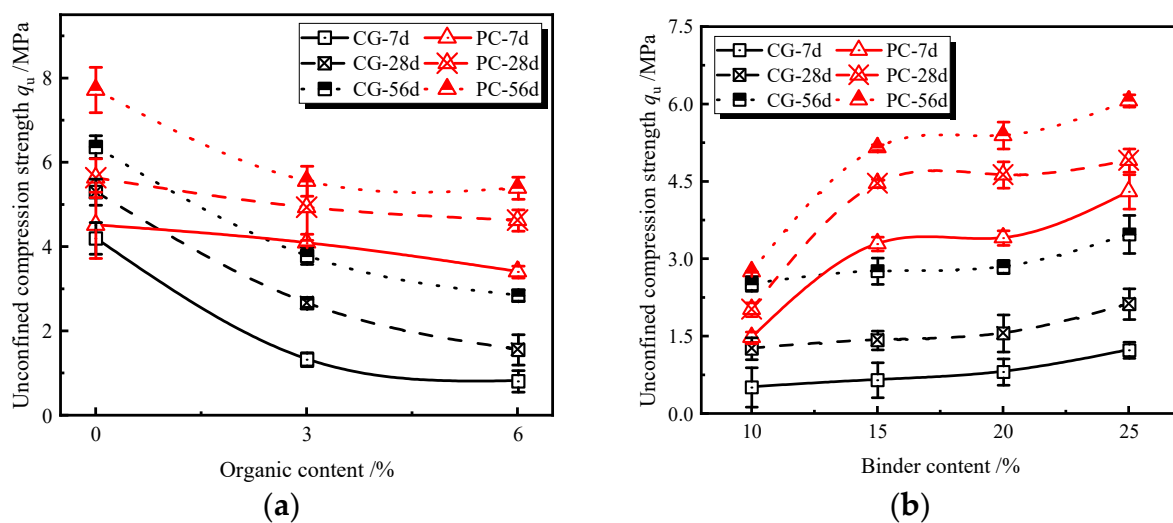 Unconfined compression strength qu /MPa
8
6
4
2
0
CG-7d PC-7d
CG-28d PC-28d
CG-56d PC-56d
0 3 6
Organic content /%
(a)
Unconfined compression strength qu /MPa
7.5
6.0
4.5
3.0
1.5
0.0
CG-7d PC-7d
CG-28d PC-28d
CG-56d PC-56d
10 15 20 25
Binder content /%
(b)